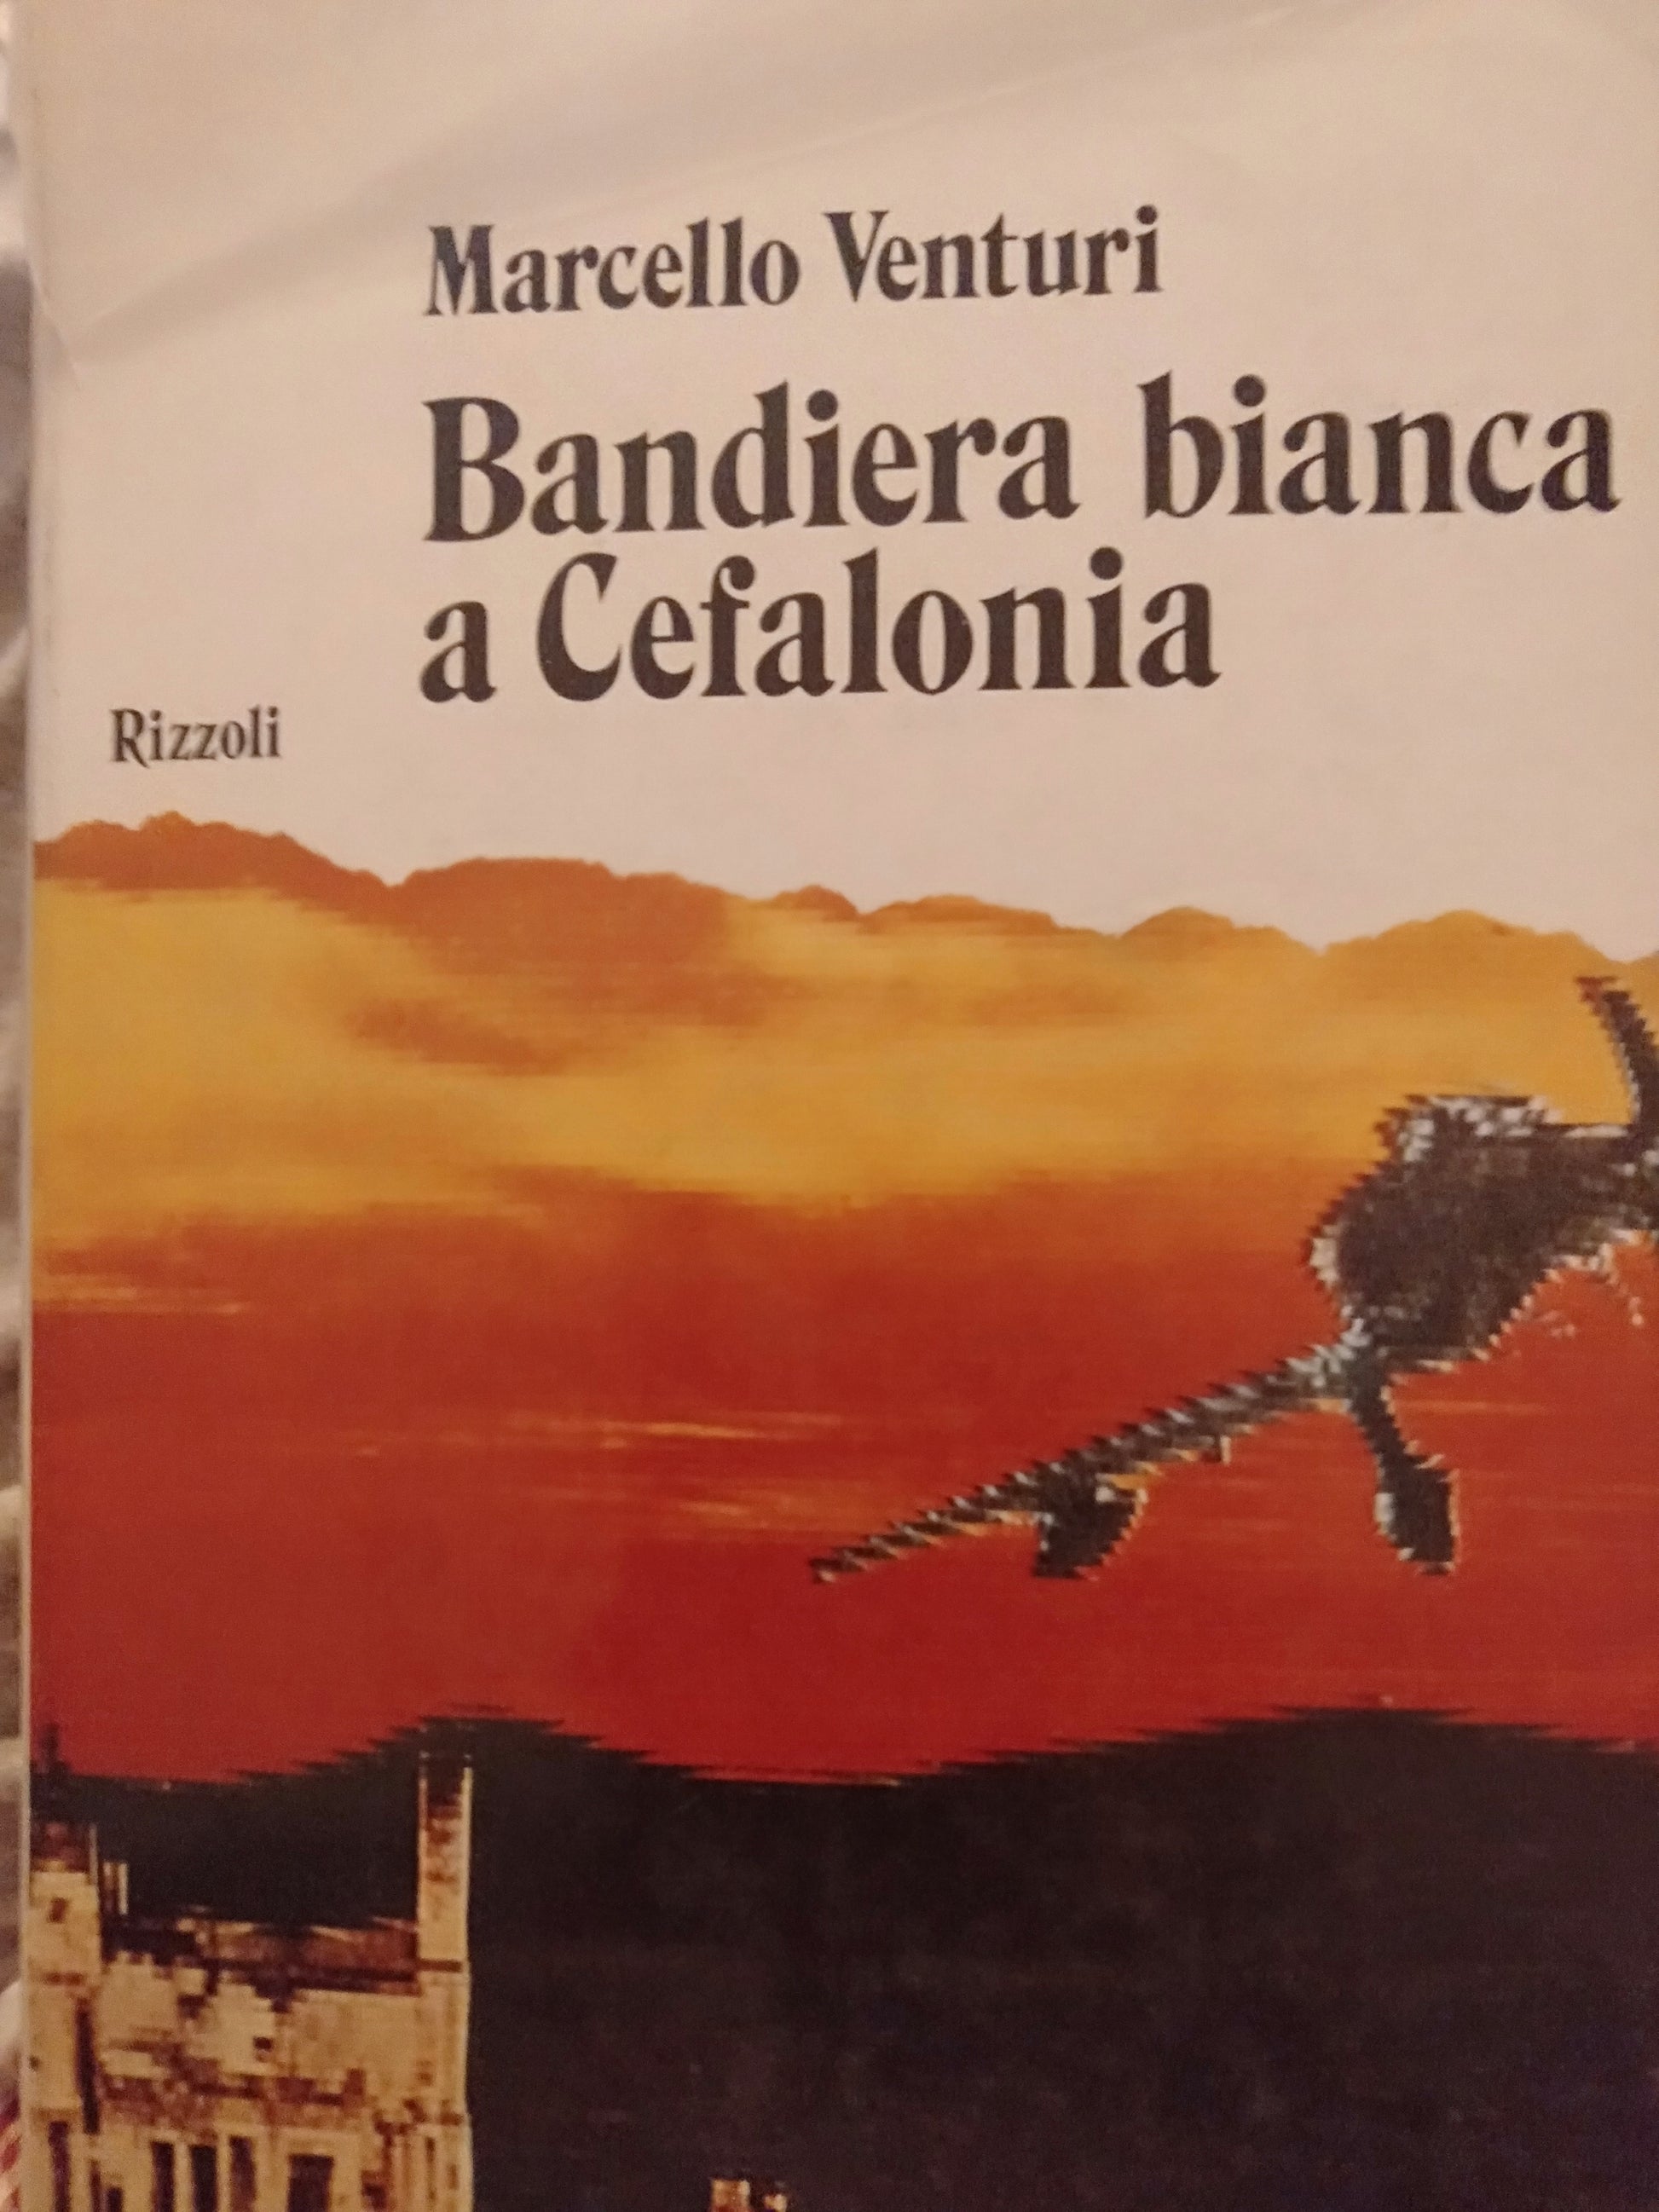 Marcello Venturi
Bandiera bianca
a Cefalonia
Rizzoli